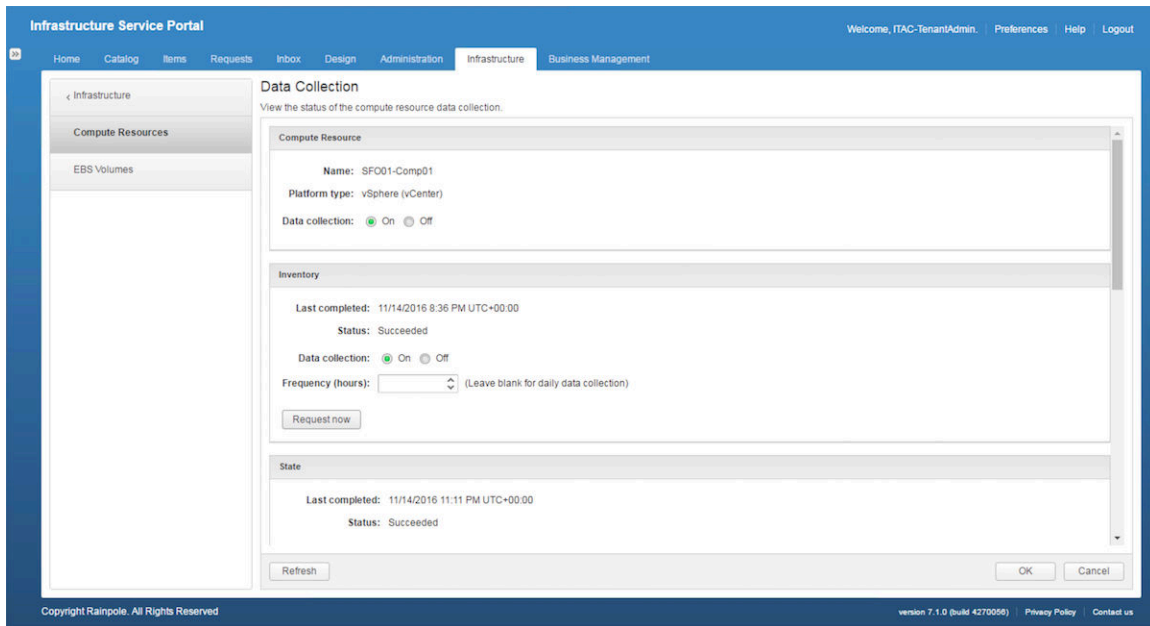 Infrastructure Service Portal
Welcome, ITAC-TenantAdmin. Preferences Help Logout
Home Catalog Items Requests Inbox Design Administration Infrastructure Business Management
Infrastructure
Compute Resources
EBS Volumes
Data Collection
View the status of the compute resource data collection.
Compute Resource
Name: SFO01-Comp01
Platform type: vSphere (vCenter)
Data collection: On Off
Inventory
Last completed: 11/14/2016 8:36 PM UTC+00:00
Status: Succeeded
Data collection: On Off
Frequency (hours): (Leave blank for daily data collection)
Request now
State
Last completed: 11/14/2016 11:11 PM UTC+00:00
Status: Succeeded
Refresh OK Cancel
Copyright Rainpole. All Rights Reserved
version 7.1.0 (build 4270056) Privacy Policy Contact us